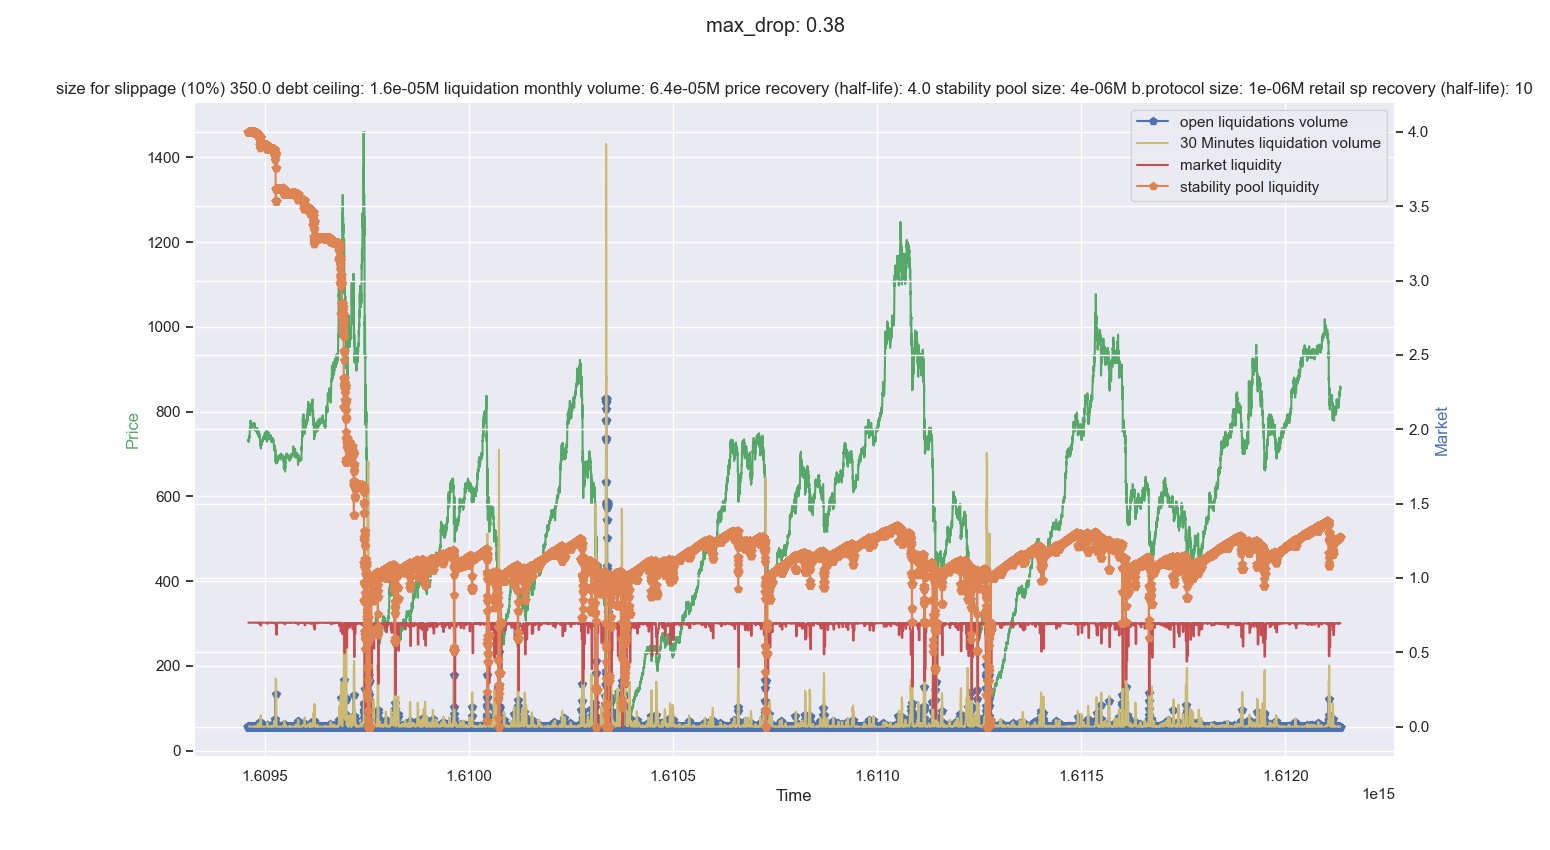 max_drop: 0.38
size for slippage (10%) 350.0 debt ceiling: 1.6e-05M liquidation monthly volume: 6.4e-05M price recovery (half-life): 4.0 stability pool size: 4e-06M b.protocol size: 1e-06M retail sp recovery (half-life): 10
open liquidations volume
30 Minutes liquidation volume
market liquidity
stability pool liquidity
1400
1200
1000
800
600
400
200
0
Price
4.0
3.5
3.0
2.5
2.0
1.5
1.0
0.5
0.0
Market
1.6095
1.6100
1.6105
1.6110
1.6115
1.6120
1e15
Time